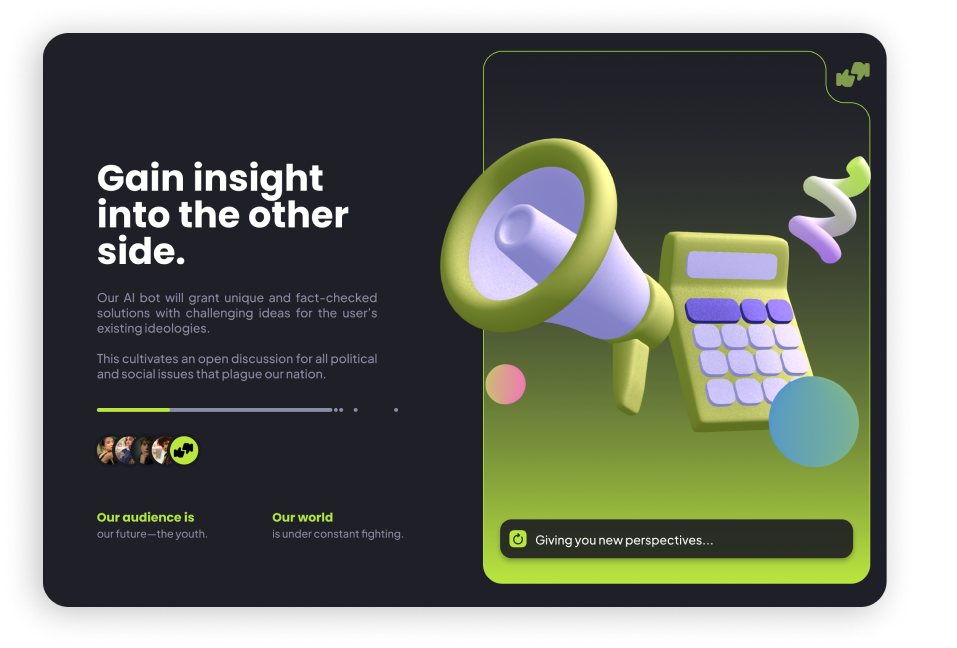 Gain insight
into the other
side.
Our AI bot will grant unique and fact-checked
solutions with challenging ideas for the user's
existing ideologies.
This cultivates an open discussion for all political
and social issues that plague our nation.
Our audience is
our future—the youth.
Our world
is under constant fighting.
Giving you new perspectives...